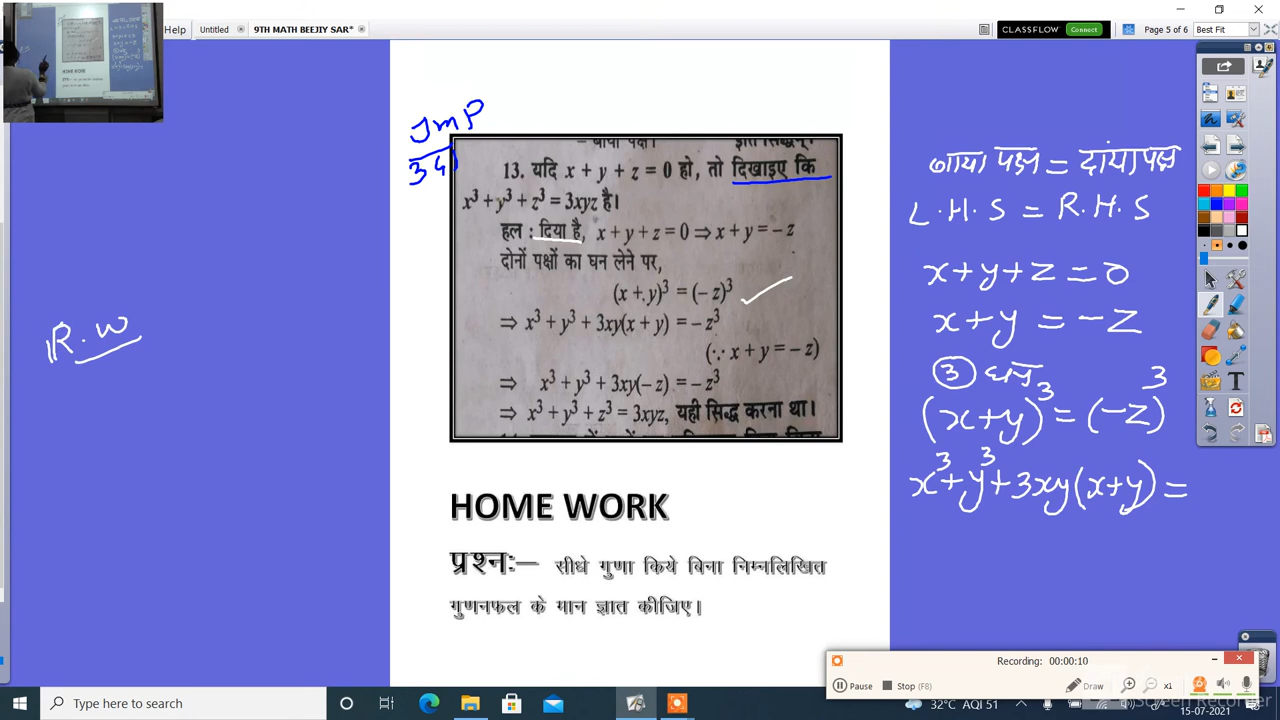 Help
Untitled
9TH MATH BEEJIY SAR*
CLASSFLOW
Connect
Page 5 of 6
Best Fit
Imp
13. यदि x + y + z = 0 हो, तो दिखाइए कि
x³ + y³ + z³ = 3xyz है।
हल : दिया है, x + y + z = 0 ⇒ x + y = – z
दोनों पक्षों का घन लेने पर,
(x + y)³ = (– z)³
⇒ x³ + y³ + 3xy(x + y) = – z³
(∵ x + y = – z)
⇒ x³ + y³ + 3xy(– z) = – z³
⇒ x³ + y³ + z³ = 3xyz, यही सिद्ध करना था।
HOME WORK
प्रश्न:– सीधे गुणा किये बिना निम्नलिखित
गुणनफल के मान ज्ञात कीजिए।
R.W
बाया पक्ष = दांयापक्ष
L.H.S = R.H.S
x+y+z=0
x+y = -z
③ घन
(x+y)³ = (-z)³
x³+y³+3xy(x+y)=
Recording: 00:00:10
Pause
Stop (F8)
Draw
x1
Type here to search
32°C AQI 51
15-07-2021